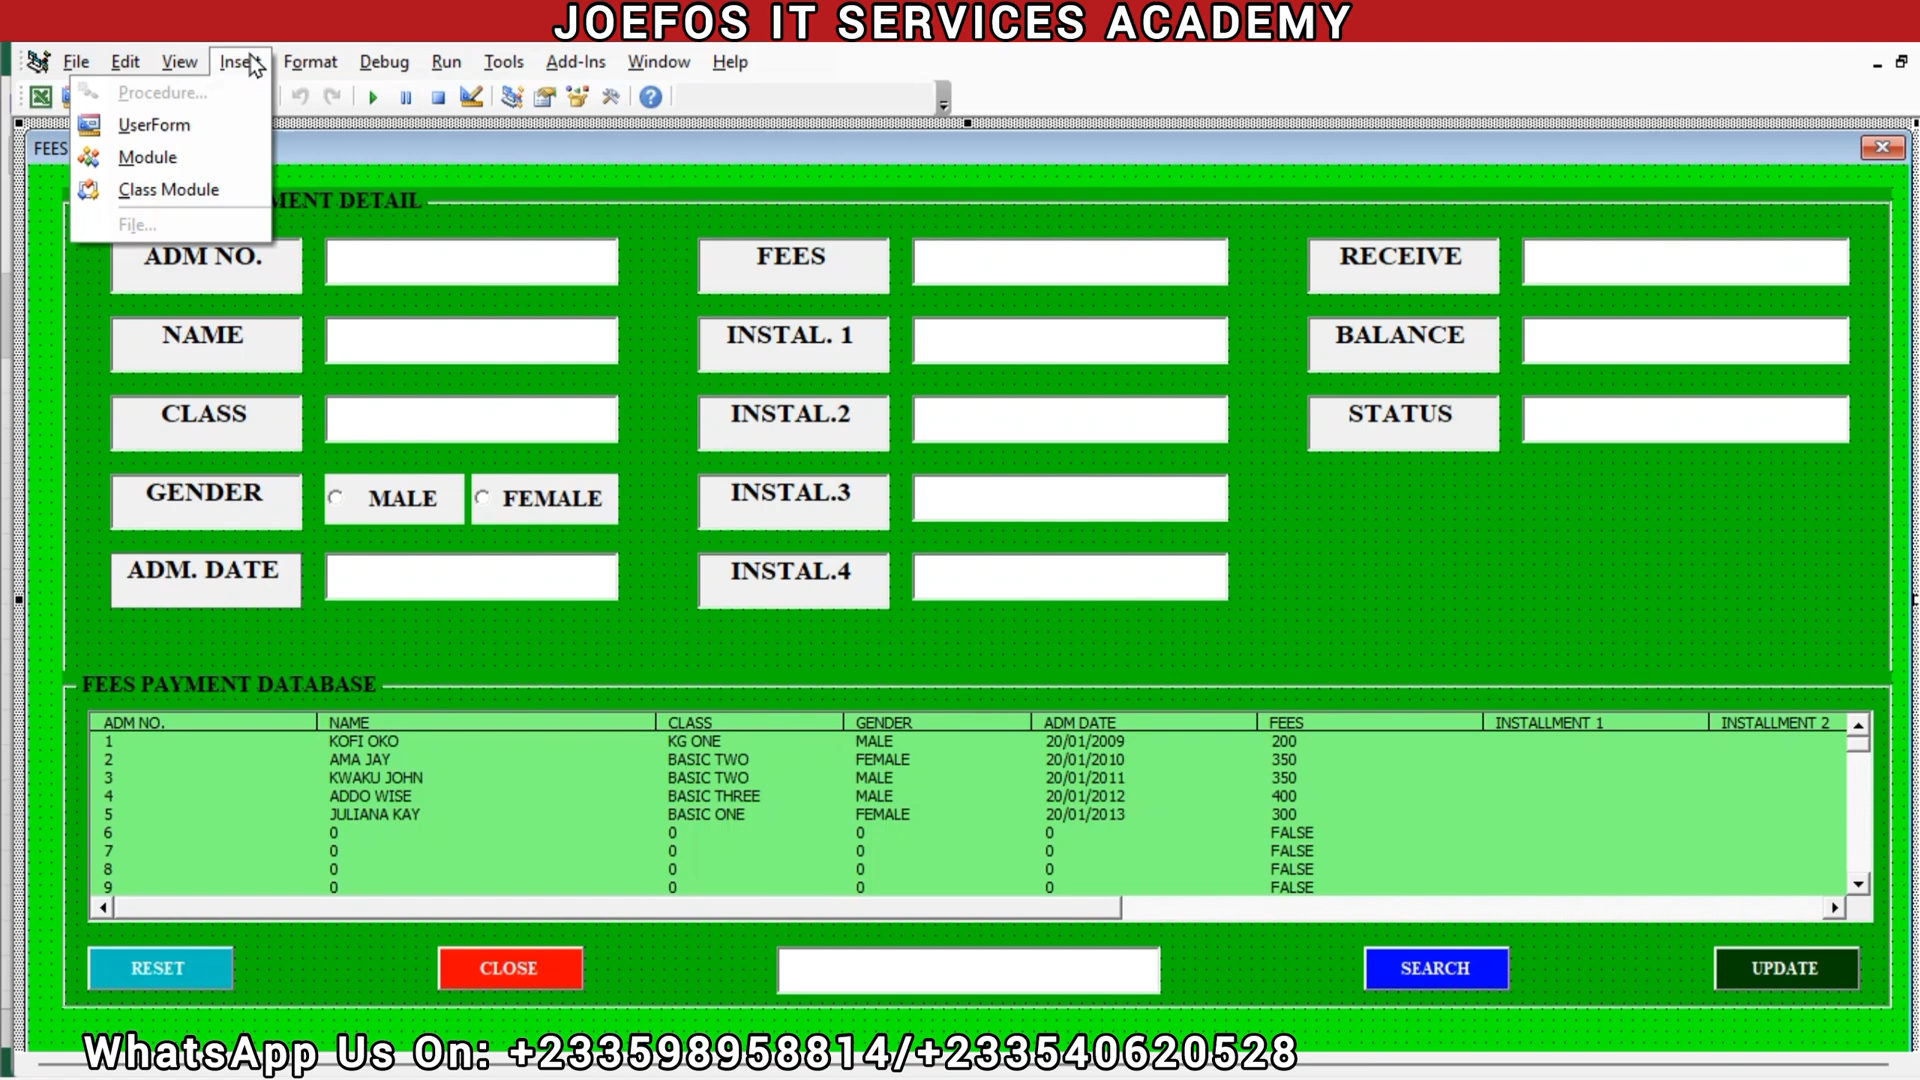 JOEFOS IT SERVICES ACADEMY
File Edit View Insert Format Debug Run Tools Add-Ins Window Help
Procedure...
UserForm
Module
Class Module
File...
FEES
MENT DETAIL
ADM NO. FEES RECEIVE
NAME INSTAL. 1 BALANCE
CLASS INSTAL.2 STATUS
GENDER MALE FEMALE INSTAL.3
ADM. DATE INSTAL.4
FEES PAYMENT DATABASE
ADM NO. NAME CLASS GENDER ADM DATE FEES INSTALLMENT 1 INSTALLMENT 2
1 KOFI OKO KG ONE MALE 20/01/2009 200
2 AMA JAY BASIC TWO FEMALE 20/01/2010 350
3 KWAKU JOHN BASIC TWO MALE 20/01/2011 350
4 ADDO WISE BASIC THREE MALE 20/01/2012 400
5 JULIANA KAY BASIC ONE FEMALE 20/01/2013 300
6 0 0 0 0 FALSE
7 0 0 0 0 FALSE
8 0 0 0 0 FALSE
9 0 0 0 0 FALSE
RESET CLOSE SEARCH UPDATE
WhatsApp Us On: +233598958814/+233540620528